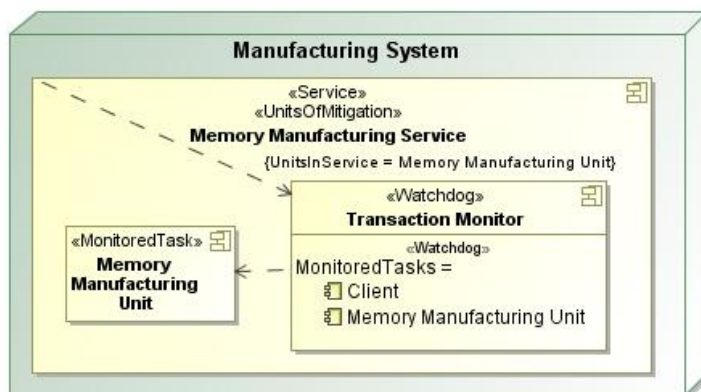 Manufacturing System
«Service»
«UnitsOfMitigation»
Memory Manufacturing Service
{UnitsInService = Memory Manufacturing Unit}
«Watchdog»
Transaction Monitor
«Watchdog»
MonitoredTasks =
Client
Memory Manufacturing Unit
«MonitoredTask»
Memory
Manufacturing
Unit